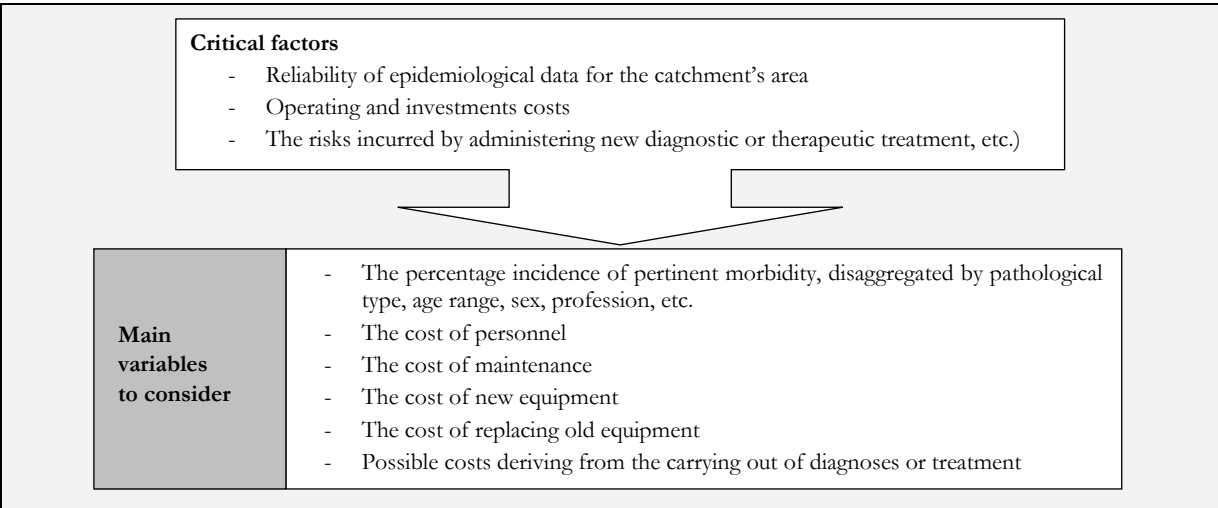 Critical factors
- Reliability of epidemiological data for the catchment’s area
- Operating and investments costs
- The risks incurred by administering new diagnostic or therapeutic treatment, etc.)
Main
variables
to consider
- The percentage incidence of pertinent morbidity, disaggregated by pathological
type, age range, sex, profession, etc.
- The cost of personnel
- The cost of maintenance
- The cost of new equipment
- The cost of replacing old equipment
- Possible costs deriving from the carrying out of diagnoses or treatment